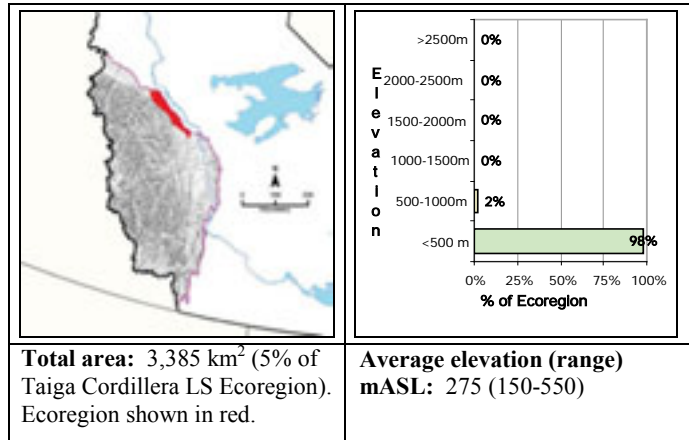 >2500m 0%
2000-2500m 0%
1500-2000m 0%
1000-1500m 0%
500-1000m 2%
<500 m 98%
Elevation
0% 25% 50% 75% 100%
% of Ecoregion
Total area: 3,385 km² (5% of
Taiga Cordillera LS Ecoregion).
Ecoregion shown in red.
Average elevation (range)
mASL: 275 (150-550)